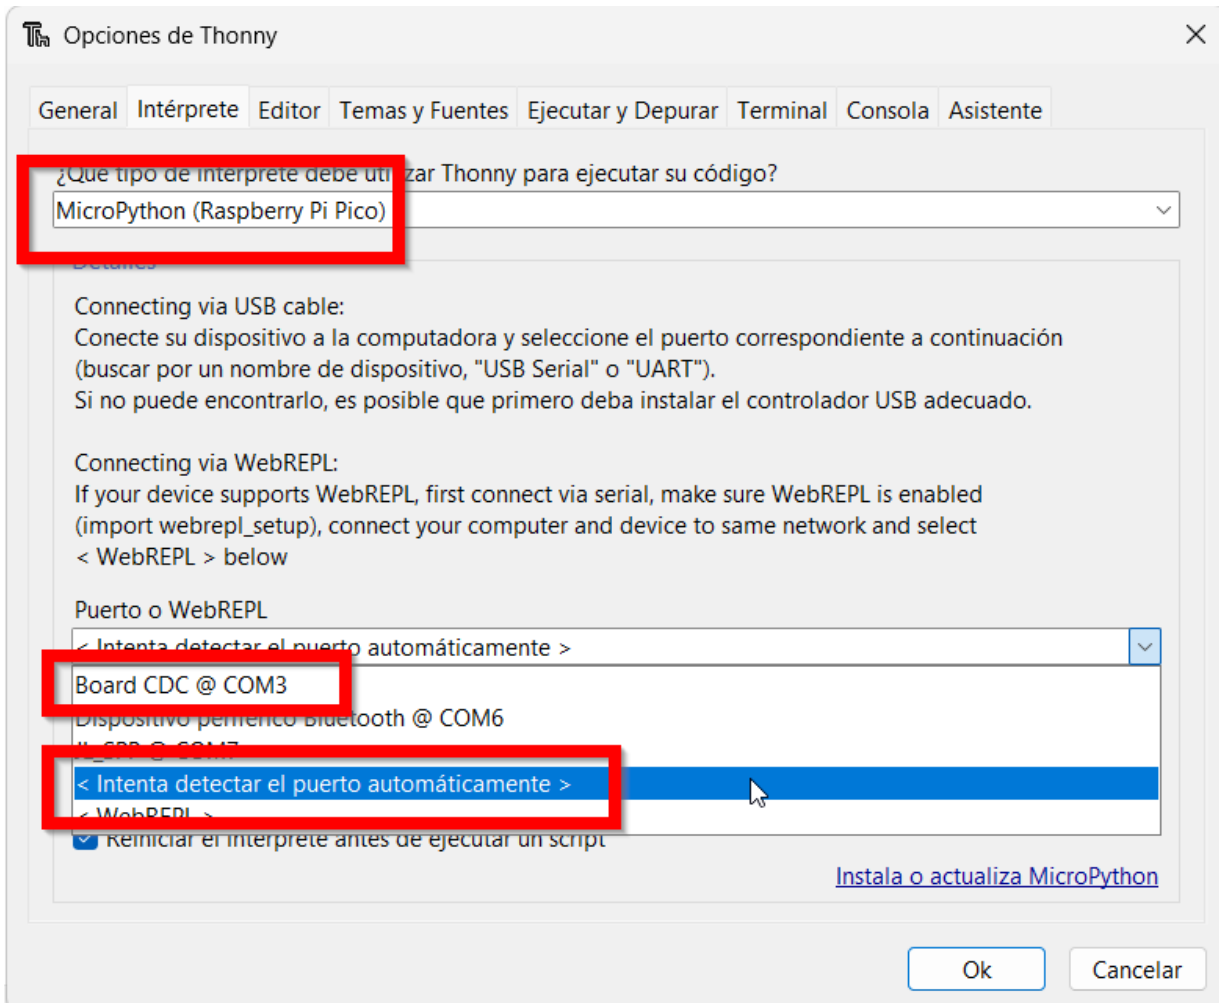 Opciones de Thonny
General Intérprete Editor Temas y Fuentes Ejecutar y Depurar Terminal Consola Asistente
¿Qué tipo de intérprete debe utilizar Thonny para ejecutar su código?
MicroPython (Raspberry Pi Pico)
Detalles
Connecting via USB cable:
Conecte su dispositivo a la computadora y seleccione el puerto correspondiente a continuación
(buscar por un nombre de dispositivo, "USB Serial" o "UART").
Si no puede encontrarlo, es posible que primero deba instalar el controlador USB adecuado.
Connecting via WebREPL:
If your device supports WebREPL, first connect via serial, make sure WebREPL is enabled
(import webrepl_setup), connect your computer and device to same network and select
< WebREPL > below
Puerto o WebREPL
< Intenta detectar el puerto automáticamente >
Board CDC @ COM3
Dispositivo periférico Bluetooth @ COM6
JL_SPP @ COM7
< Intenta detectar el puerto automáticamente >
< WebREPL >
Reiniciar el intérprete antes de ejecutar un script
Instala o actualiza MicroPython
Ok Cancelar